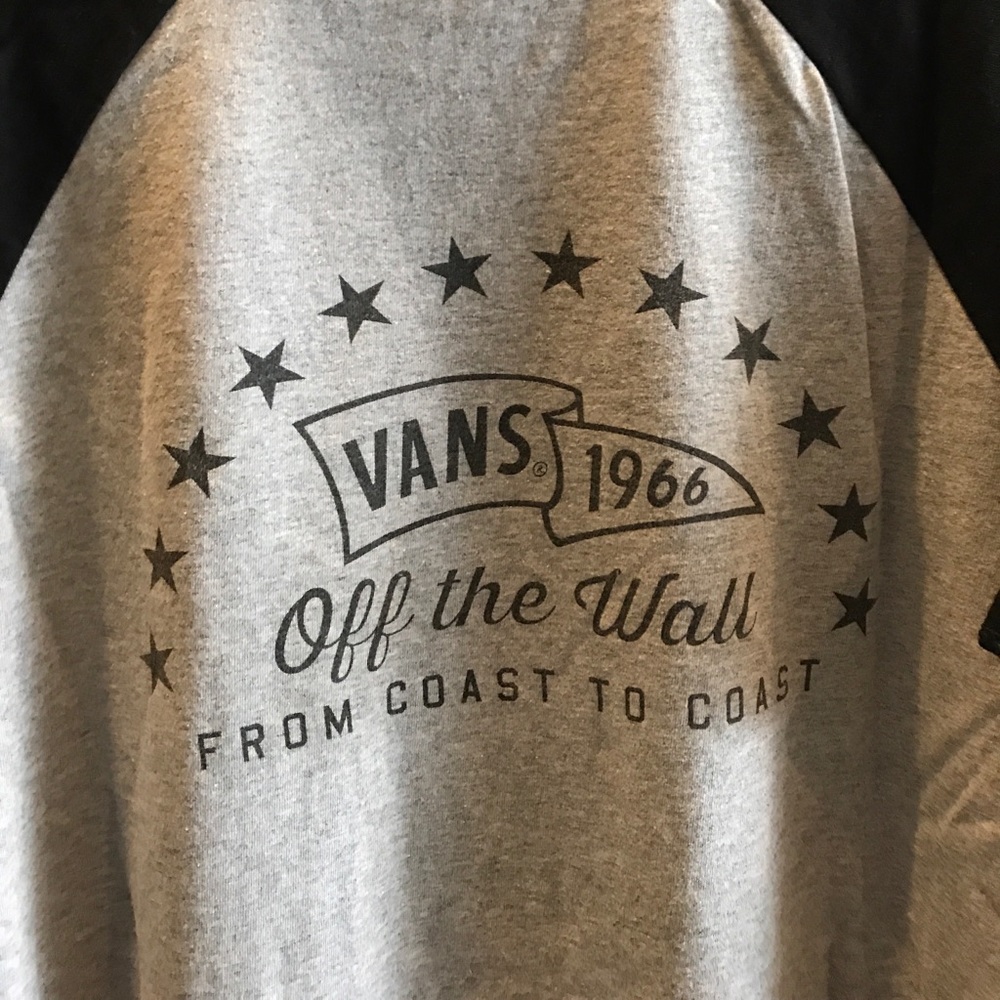 VANS® 1966
Off the Wall
FROM COAST TO COAST